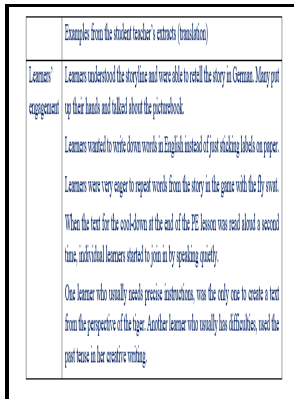 Examples from the student teacher's extracts (translation)
Learners' engagement
Learners understood the storyline and were able to retell the story in German. Many put
up their hands and talked about the picturebook.
Learners wanted to write down words in English instead of just sticking labels on paper.
Learners were very eager to repeat words from the story in the game with the fly swat.
When the text for the cool-down at the end of the PE lesson was read aloud a second
time, individual learners started to join in by speaking quietly.
One learner who usually needs precise instructions, was the only one to create a text
from the perspective of the tiger. Another learner who usually has difficulties, used the
past tense in her creative writing.